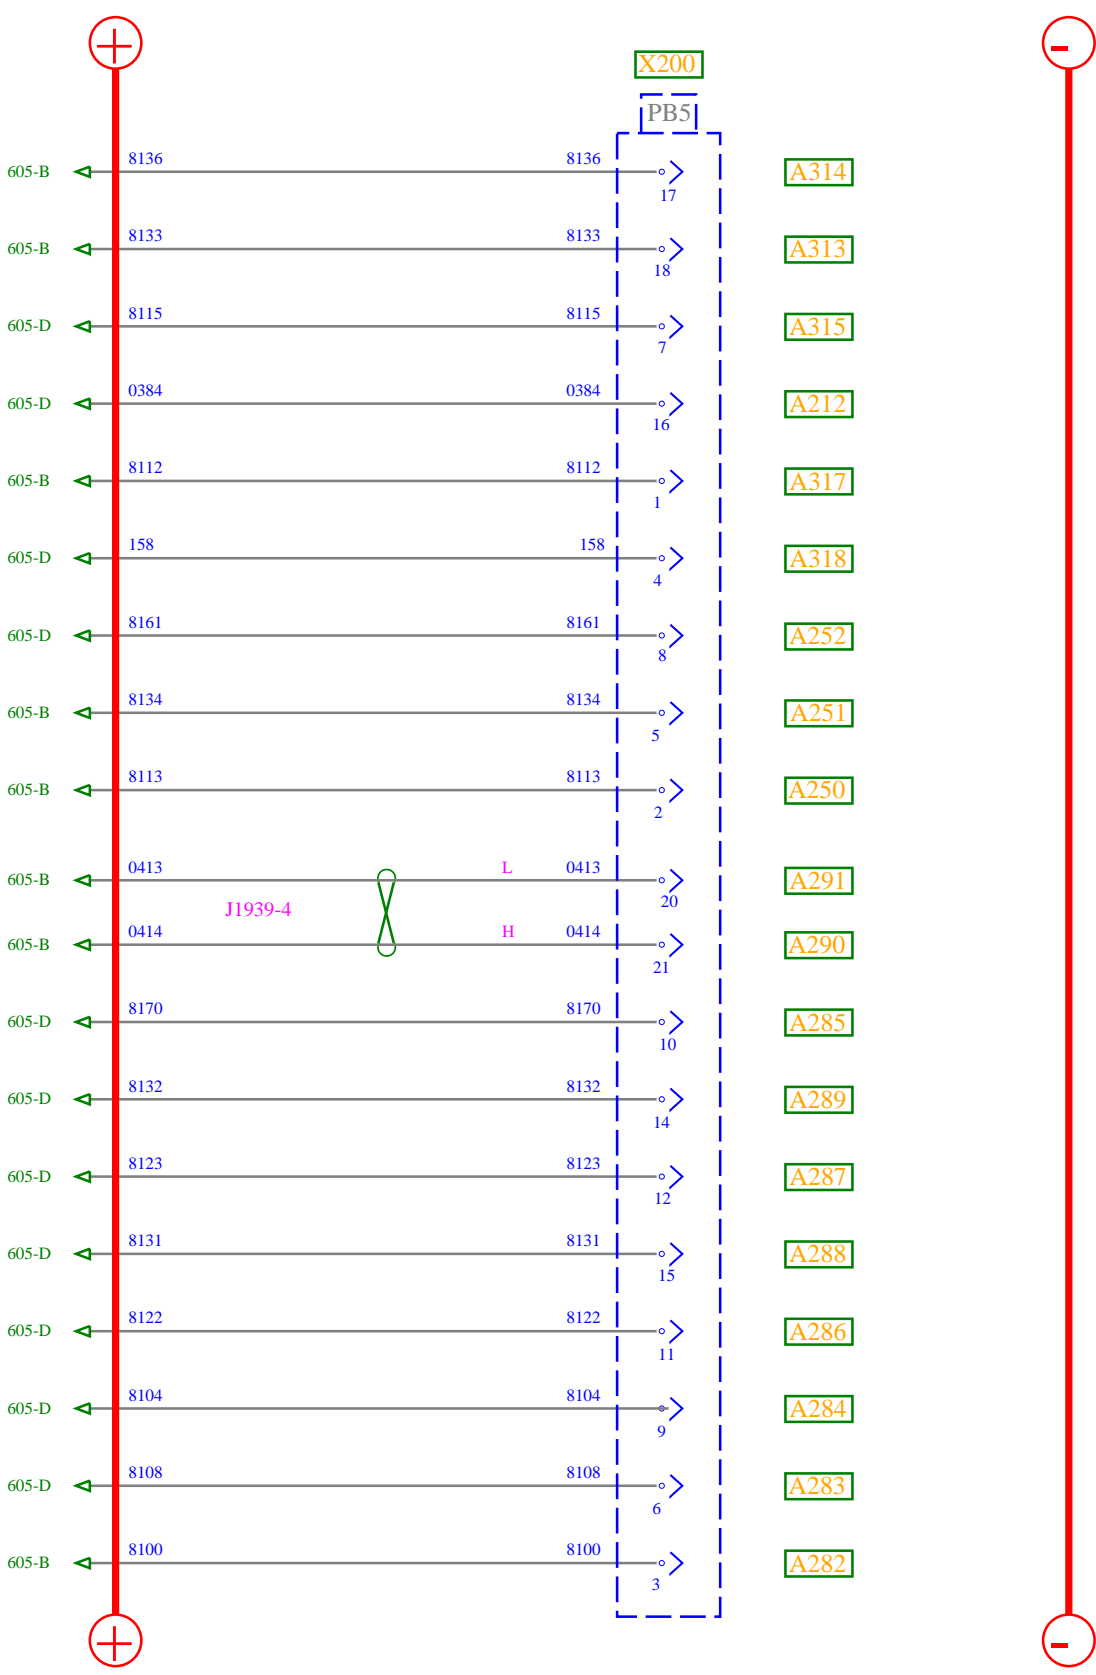 X200
PB5
605-B 8136 8136 17 A314
605-B 8133 8133 18 A313
605-D 8115 8115 7 A315
605-D 0384 0384 16 A212
605-B 8112 8112 1 A317
605-D 158 158 4 A318
605-D 8161 8161 8 A252
605-B 8134 8134 5 A251
605-B 8113 8113 2 A250
605-B 0413 L 0413 20 A291
J1939-4
605-B 0414 H 0414 21 A290
605-D 8170 8170 10 A285
605-D 8132 8132 14 A289
605-D 8123 8123 12 A287
605-D 8131 8131 15 A288
605-D 8122 8122 11 A286
605-D 8104 8104 9 A284
605-D 8108 8108 6 A283
605-B 8100 8100 3 A282